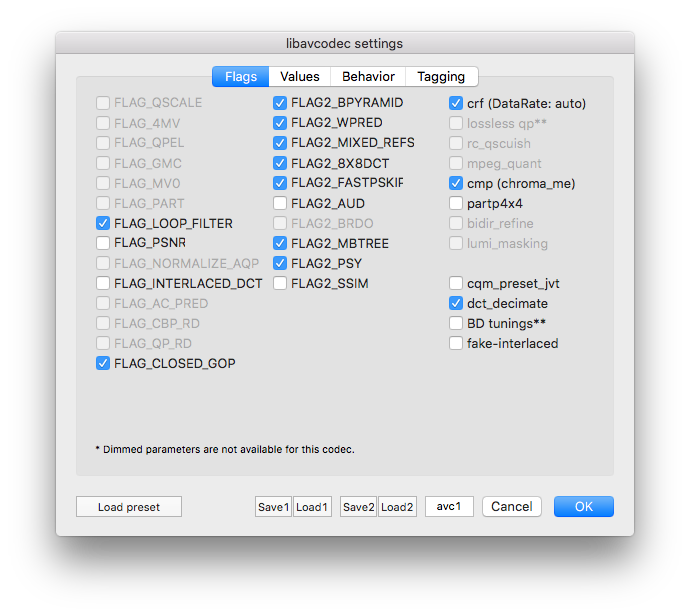 libavcodec settings
Flags Values Behavior Tagging
FLAG_QSCALE
FLAG_4MV
FLAG_QPEL
FLAG_GMC
FLAG_MV0
FLAG_PART
FLAG_LOOP_FILTER
FLAG_PSNR
FLAG_NORMALIZE_AQP
FLAG_INTERLACED_DCT
FLAG_AC_PRED
FLAG_CBP_RD
FLAG_QP_RD
FLAG_CLOSED_GOP
FLAG2_BPYRAMID
FLAG2_WPRED
FLAG2_MIXED_REFS
FLAG2_8X8DCT
FLAG2_FASTPSKIP
FLAG2_AUD
FLAG2_BRDO
FLAG2_MBTREE
FLAG2_PSY
FLAG2_SSIM
crf (DataRate: auto)
lossless qp**
rc_qscuish
mpeg_quant
cmp (chroma_me)
partp4x4
bidir_refine
lumi_masking
cqm_preset_jvt
dct_decimate
BD tunings**
fake-interlaced
* Dimmed parameters are not available for this codec.
Load preset Save1 Load1 Save2 Load2 avc1 Cancel OK